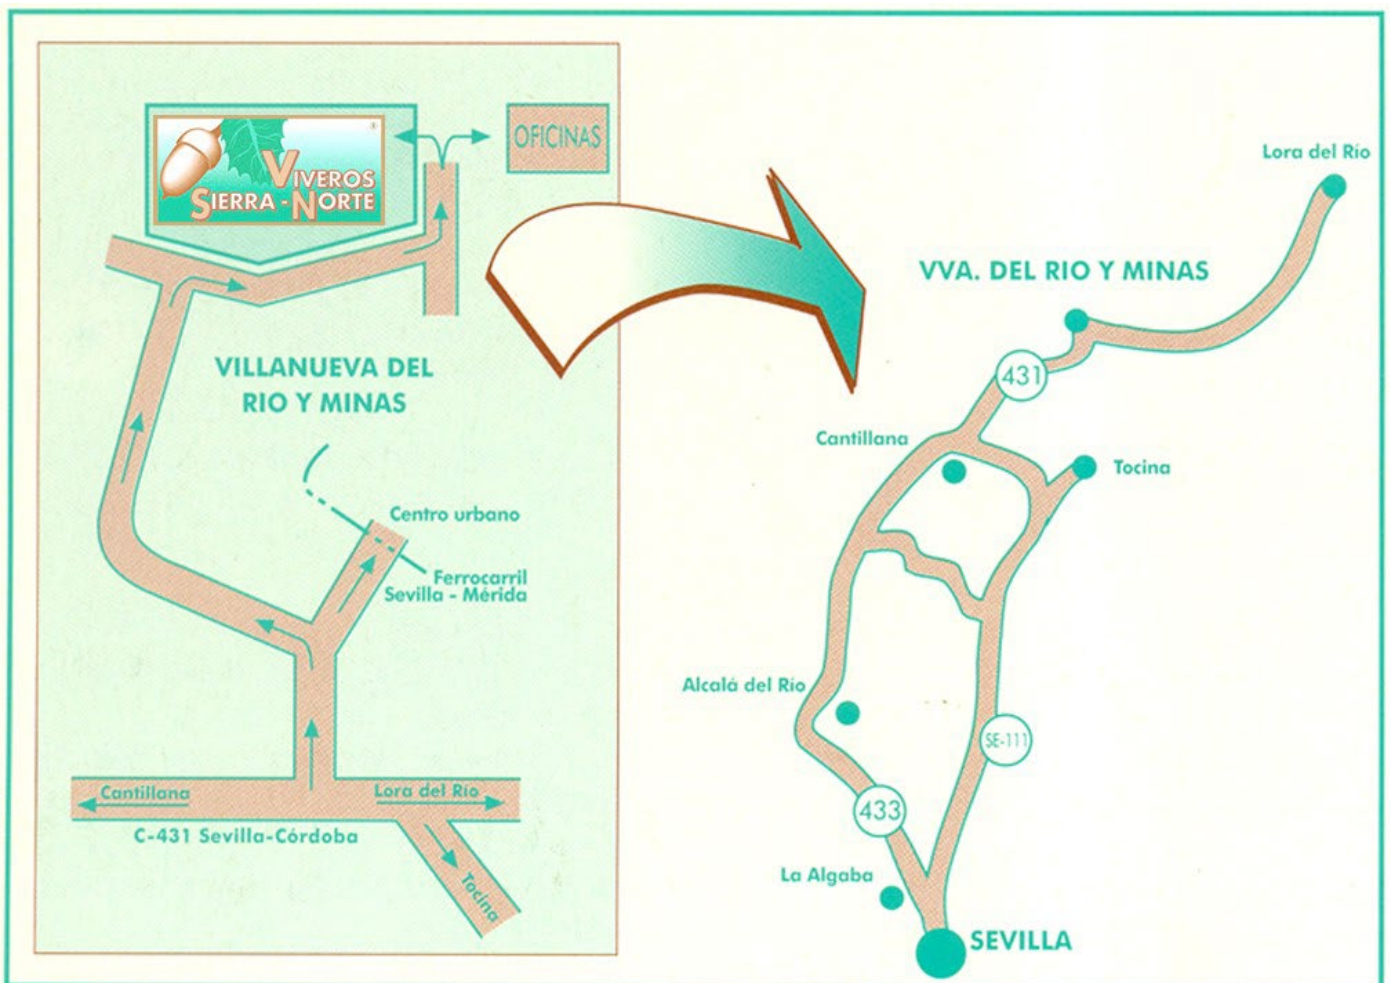 VIVEROS
SIERRA - NORTE
®
OFICINAS
VILLANUEVA DEL
RIO Y MINAS
Centro urbano
Ferrocarril
Sevilla - Mérida
Cantillana
Lora del Río
C-431 Sevilla-Córdoba
Tocina
Lora del Río
VVA. DEL RIO Y MINAS
431
Cantillana
Tocina
Alcalá del Río
SE-111
433
La Algaba
SEVILLA